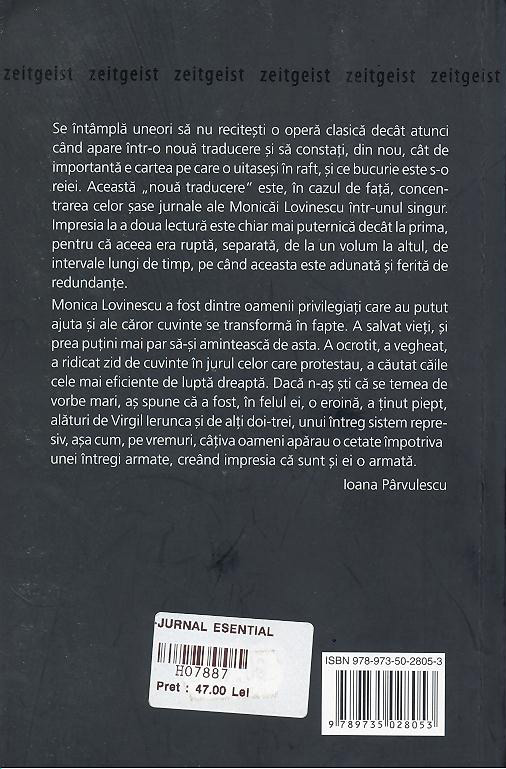 zeitgeist zeitgeist zeitgeist zeitgeist zeitgeist zeitgeist
Se întâmplă uneori să nu recitești o operă clasică decât atunci
când apare într-o nouă traducere și să constați, din nou, cât de
importantă e cartea pe care o uitaseși în raft, și ce bucurie este s-o
reiei. Această „nouă traducere” este, în cazul de față, concen-
trarea celor șase jurnale ale Monicăi Lovinescu într-unul singur.
Impresia la a doua lectură este chiar mai puternică decât la prima,
pentru că aceea era ruptă, separată, de la un volum la altul, de
intervale lungi de timp, pe când aceasta este adunată și ferită de
redundanțe.
Monica Lovinescu a fost dintre oamenii privilegiați care au putut
ajuta și ale căror cuvinte se transformă în fapte. A salvat vieți, și
prea puțini mai par să-și amintească de asta. A ocrotit, a vegheat,
a ridicat zid de cuvinte în jurul celor care protestau, a căutat căile
cele mai eficiente de luptă dreaptă. Dacă n-aș ști că se temea de
vorbe mari, aș spune că a fost, în felul ei, o eroină, a ținut piept,
alături de Virgil Ierunca și de alți doi-trei, unui întreg sistem repre-
siv, așa cum, pe vremuri, câțiva oameni apărau o cetate împotriva
unei întregi armate, creând impresia că sunt și ei o armată.
Ioana Pârvulescu
-JURNAL ESENTIAL
H07887
Pret : 47.00 Lei
ISBN 978-973-50-2805-3
9 789735 028053